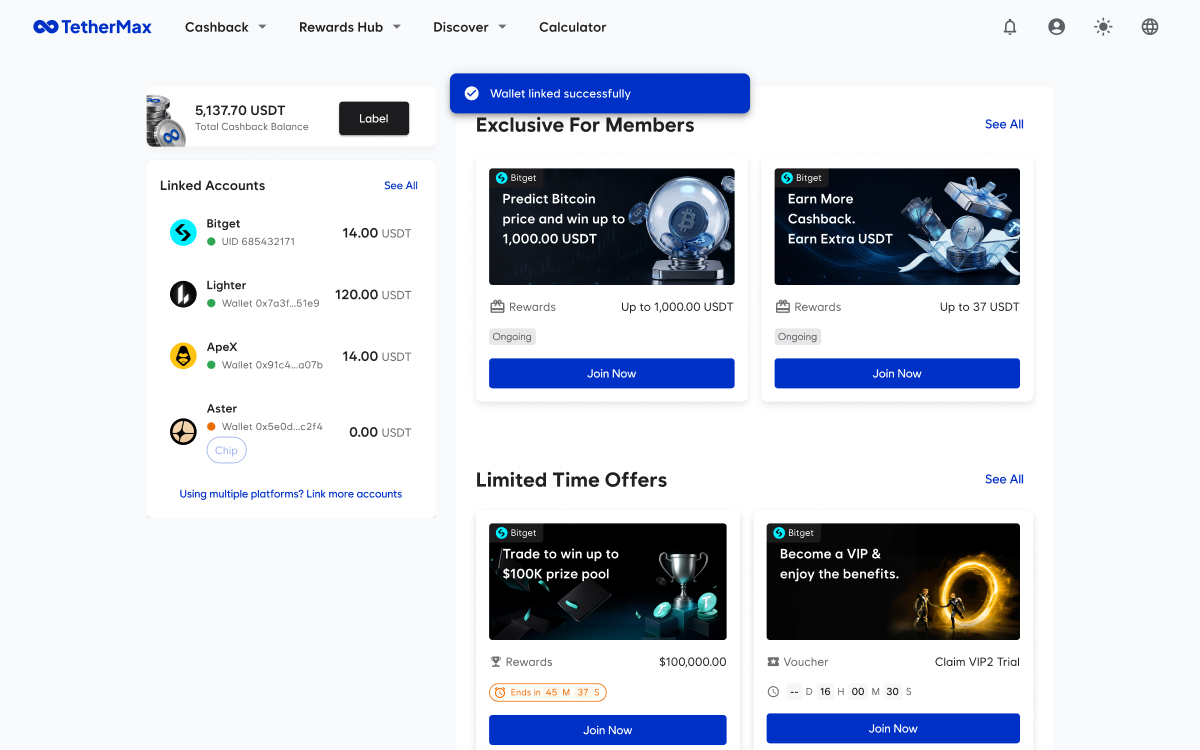 TetherMax
Cashback
Rewards Hub
Discover
Calculator
Wallet linked successfully
5,137.70 USDT
Total Cashback Balance
Label
Linked Accounts
See All
Bitget
UID 685432171
14.00 USDT
Lighter
Wallet 0x7a3f...51e9
120.00 USDT
ApeX
Wallet 0x91c4...a07b
14.00 USDT
Aster
Wallet 0x5e0d...c2f4
Chip
0.00 USDT
Using multiple platforms? Link more accounts
Exclusive For Members
See All
Bitget
Predict Bitcoin
price and win up to
1,000.00 USDT
Rewards
Up to 1,000.00 USDT
Ongoing
Join Now
Bitget
Earn More
Cashback.
Earn Extra USDT
Rewards
Up to 37 USDT
Ongoing
Join Now
Limited Time Offers
See All
Bitget
Trade to win up to
$100K prize pool
Rewards
$100,000.00
Ends in 45 M 37 S
Join Now
Bitget
Become a VIP &
enjoy the benefits.
Voucher
Claim VIP2 Trial
-- D 16 H 00 M 30 S
Join Now